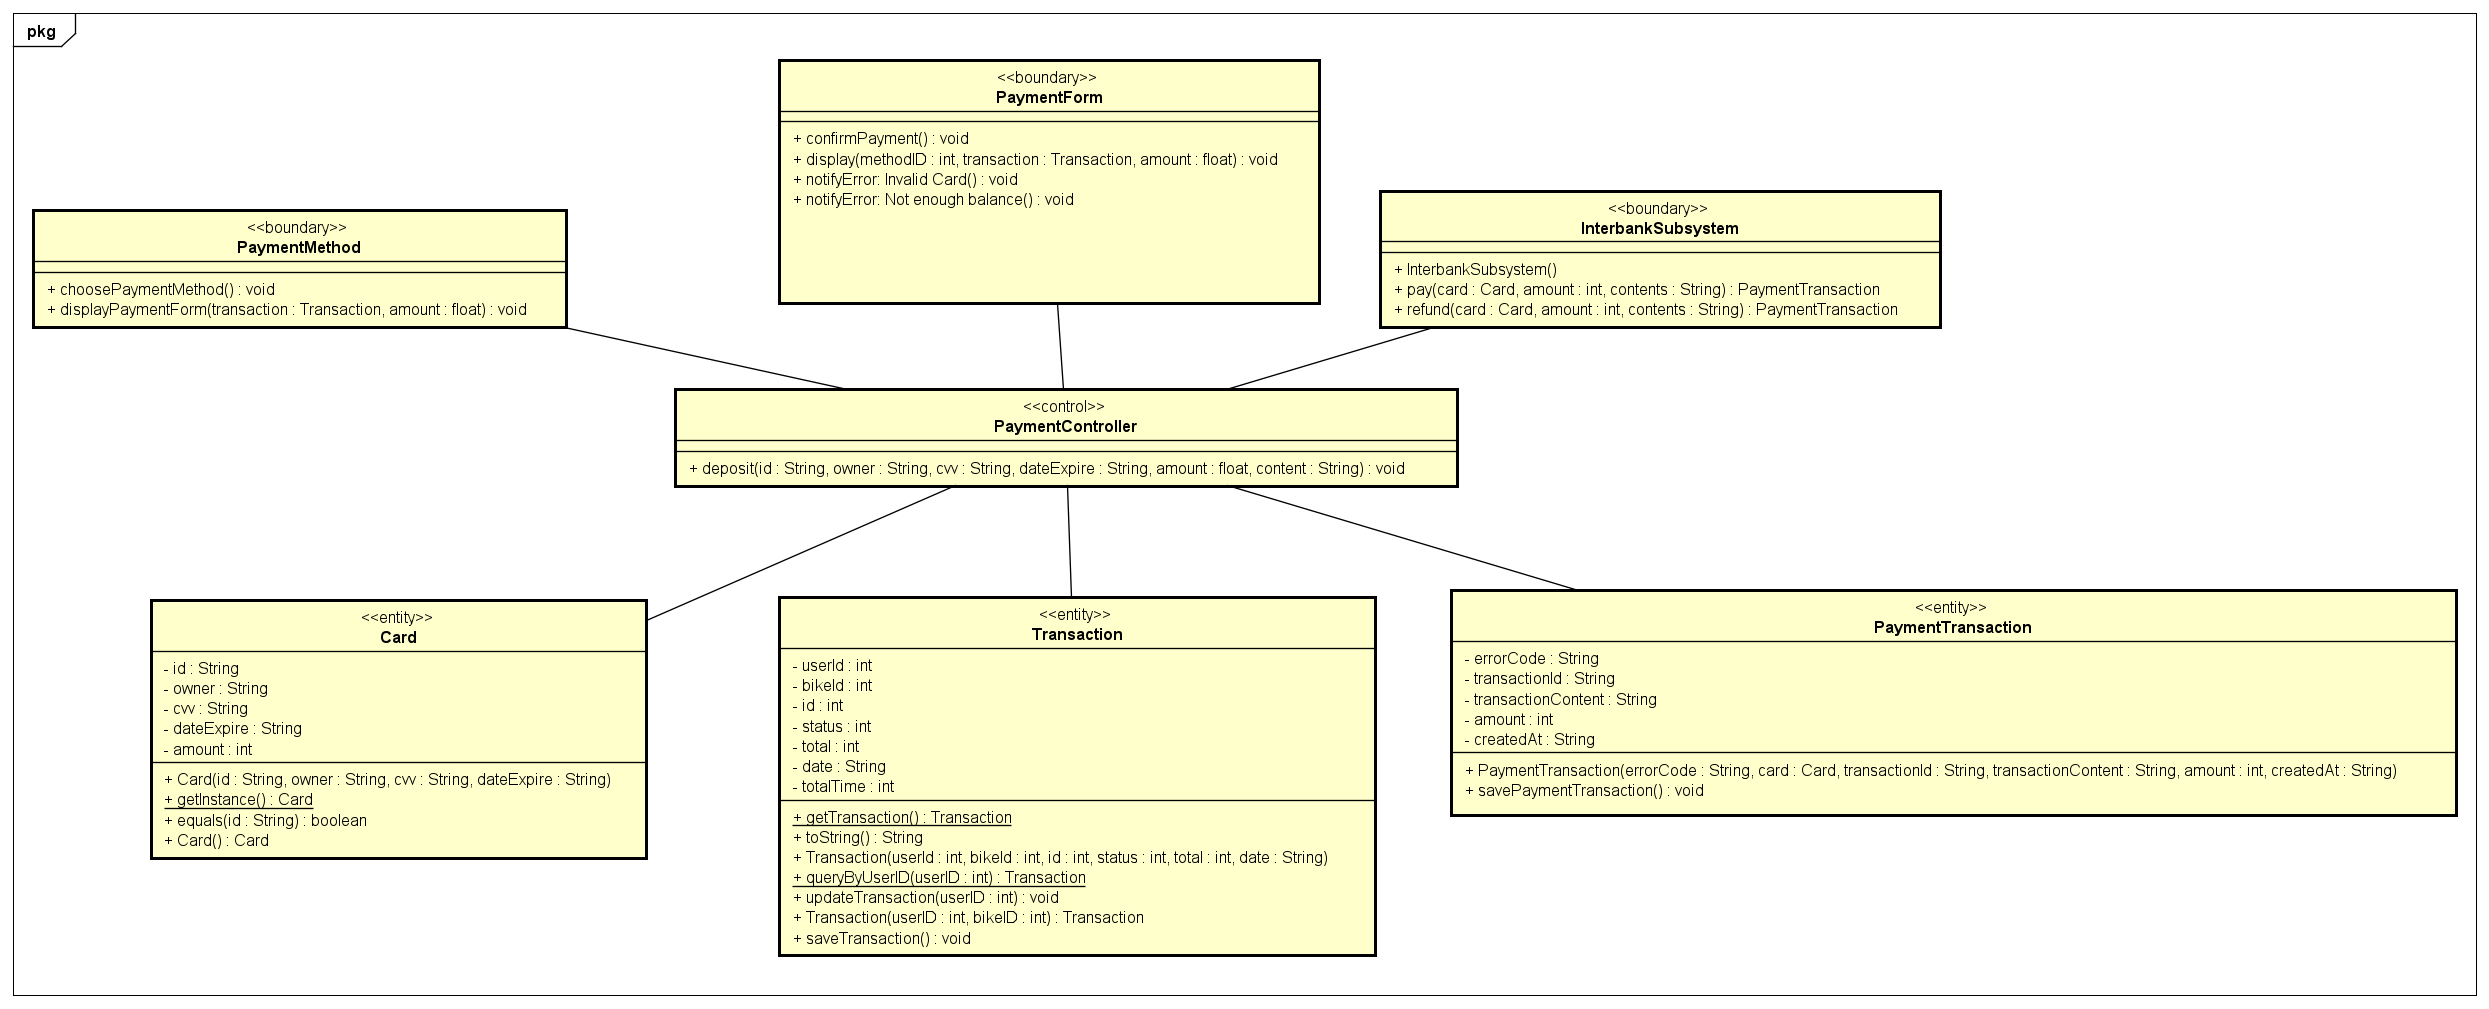 pkg
<<boundary>>
PaymentForm
+ confirmPayment() : void
+ display(methodID : int, transaction : Transaction, amount : float) : void
+ notifyError: Invalid Card() : void
+ notifyError: Not enough balance() : void
<<boundary>>
PaymentMethod
+ choosePaymentMethod() : void
+ displayPaymentForm(transaction : Transaction, amount : float) : void
<<boundary>>
InterbankSubsystem
+ InterbankSubsystem()
+ pay(card : Card, amount : int, contents : String) : PaymentTransaction
+ refund(card : Card, amount : int, contents : String) : PaymentTransaction
<<control>>
PaymentController
+ deposit(id : String, owner : String, cvv : String, dateExpire : String, amount : float, content : String) : void
<<entity>>
Card
- id : String
- owner : String
- cvv : String
- dateExpire : String
- amount : int
+ Card(id : String, owner : String, cvv : String, dateExpire : String)
+ getInstance() : Card
+ equals(id : String) : boolean
+ Card() : Card
<<entity>>
Transaction
- userId : int
- bikeId : int
- id : int
- status : int
- total : int
- date : String
- totalTime : int
+ getTransaction() : Transaction
+ toString() : String
+ Transaction(userId : int, bikeId : int, id : int, status : int, total : int, date : String)
+ queryByUserID(userID : int) : Transaction
+ updateTransaction(userID : int) : void
+ Transaction(userID : int, bikeID : int) : Transaction
+ saveTransaction() : void
<<entity>>
PaymentTransaction
- errorCode : String
- transactionId : String
- transactionContent : String
- amount : int
- createdAt : String
+ PaymentTransaction(errorCode : String, card : Card, transactionId : String, transactionContent : String, amount : int, createdAt : String)
+ savePaymentTransaction() : void